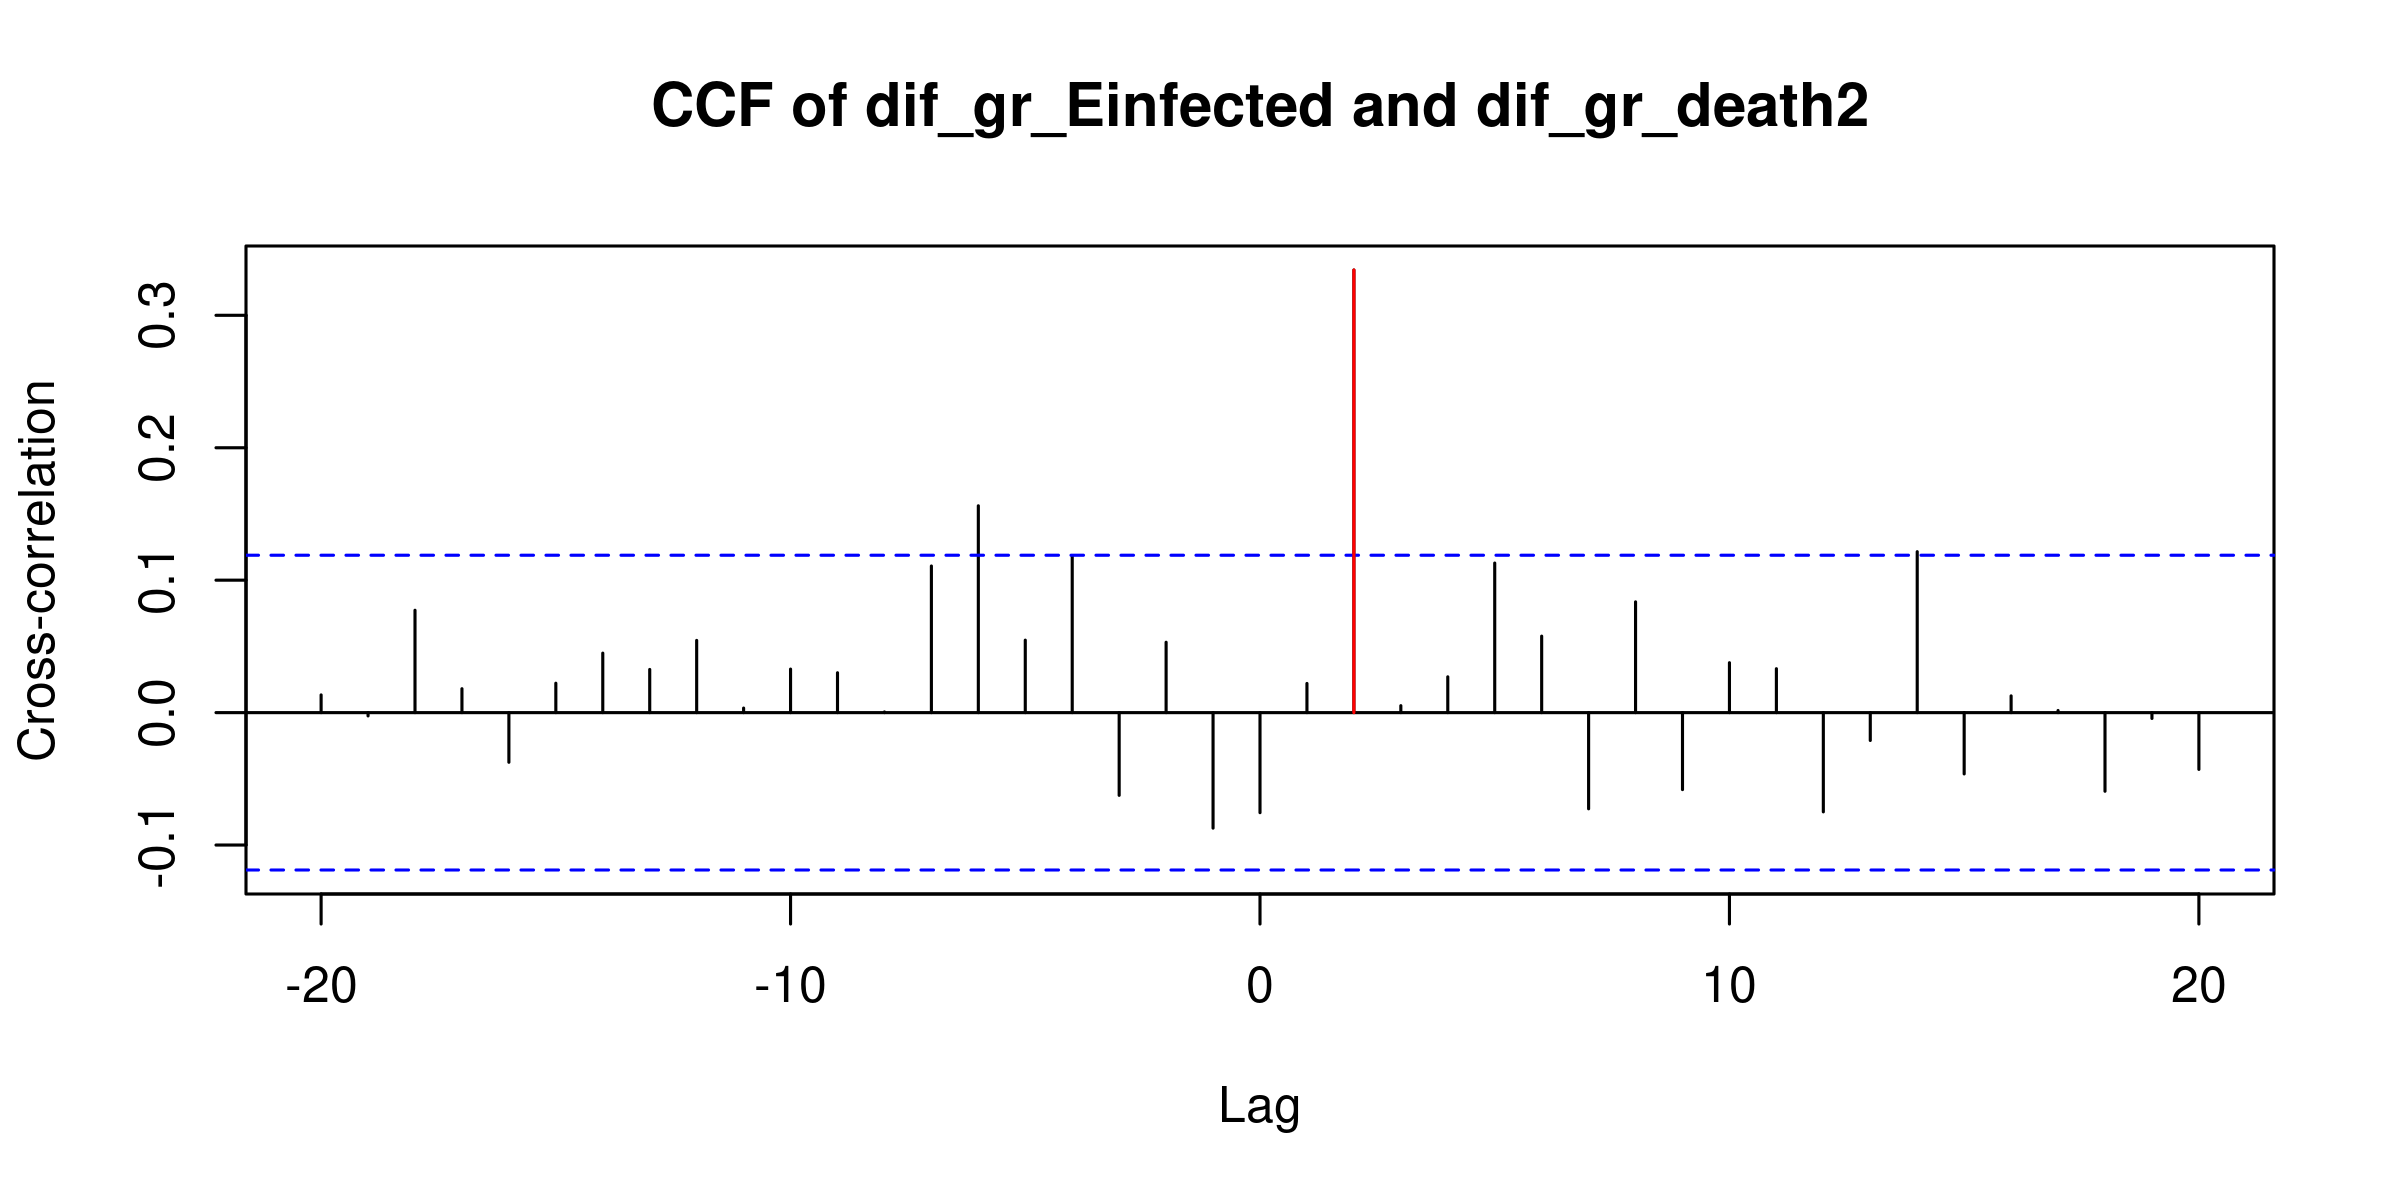 CCF of dif_gr_Einfected and dif_gr_death2
Cross-correlation
0.3
0.2
0.1
0.0
-0.1
-20 -10 0 10 20
Lag